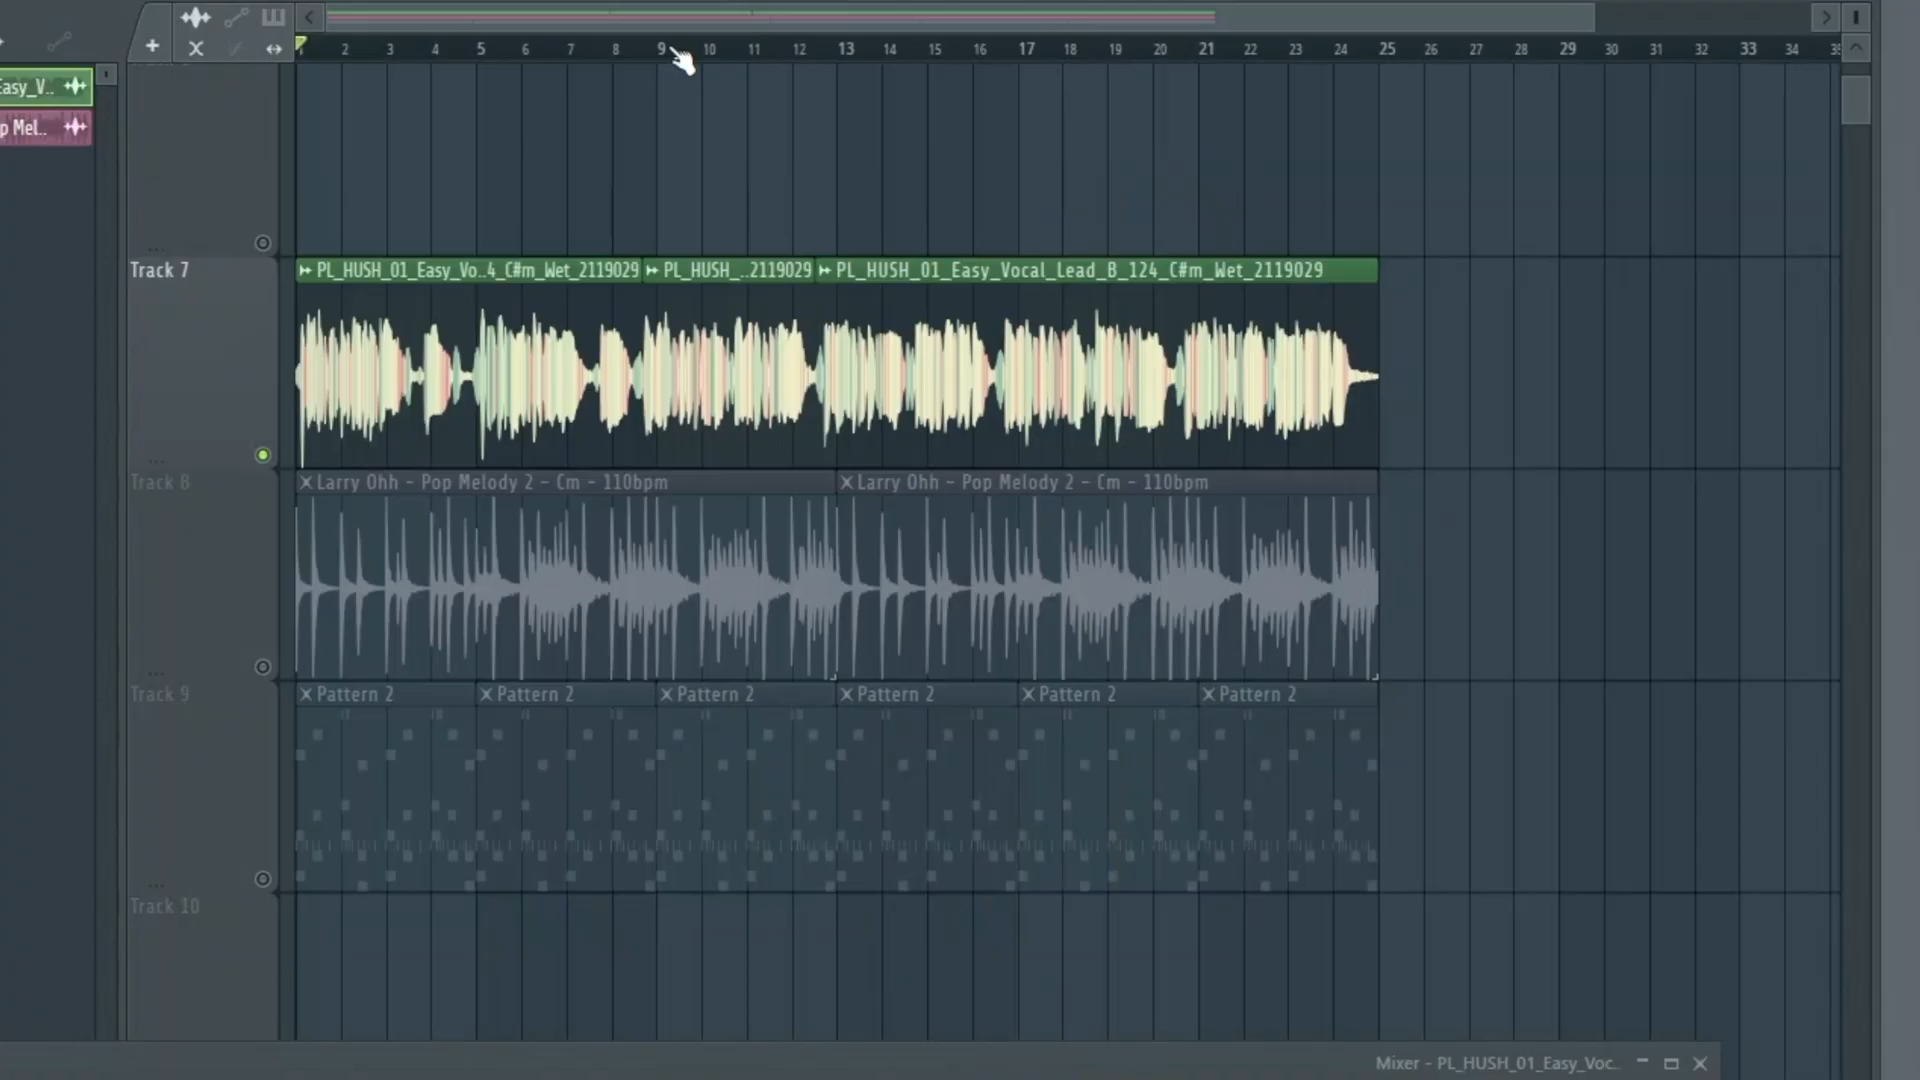 1 2 3 4 5 6 7 8 9 10 11 12 13 14 15 16 17 18 19 20 21 22 23 24 25 26 27 28 29 30 31 32 33 34
Easy_V..
p Mel..
Track 7
PL_HUSH_01_Easy_Vo..4_C#m_Wet_2119029 PL_HUSH_..2119029 PL_HUSH_01_Easy_Vocal_Lead_B_124_C#m_Wet_2119029
Track 8
Larry Ohh - Pop Melody 2 - Cm - 110bpm Larry Ohh - Pop Melody 2 - Cm - 110bpm
Track 9
Pattern 2 Pattern 2 Pattern 2 Pattern 2 Pattern 2 Pattern 2
Track 10
Mixer - PL_HUSH_01_Easy_Voc..